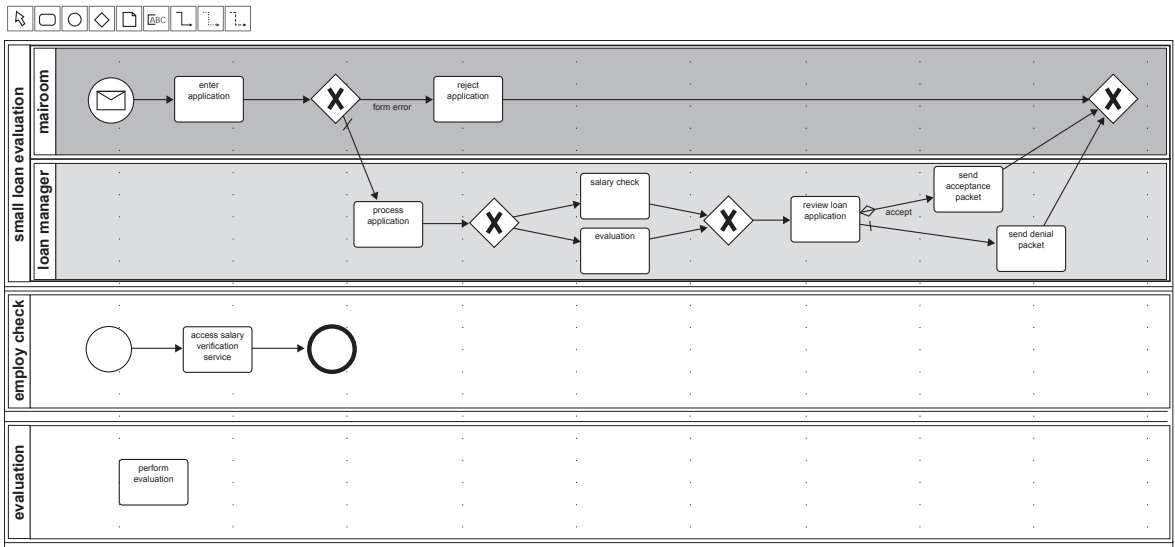 ABC
small loan evaluation
mairoom
enter
application
form error
reject
application
loan manager
process
application
salary check
evaluation
review loan
application
accept
send
acceptance
packet
send denial
packet
employ check
access salary
verification
service
evaluation
perform
evaluation